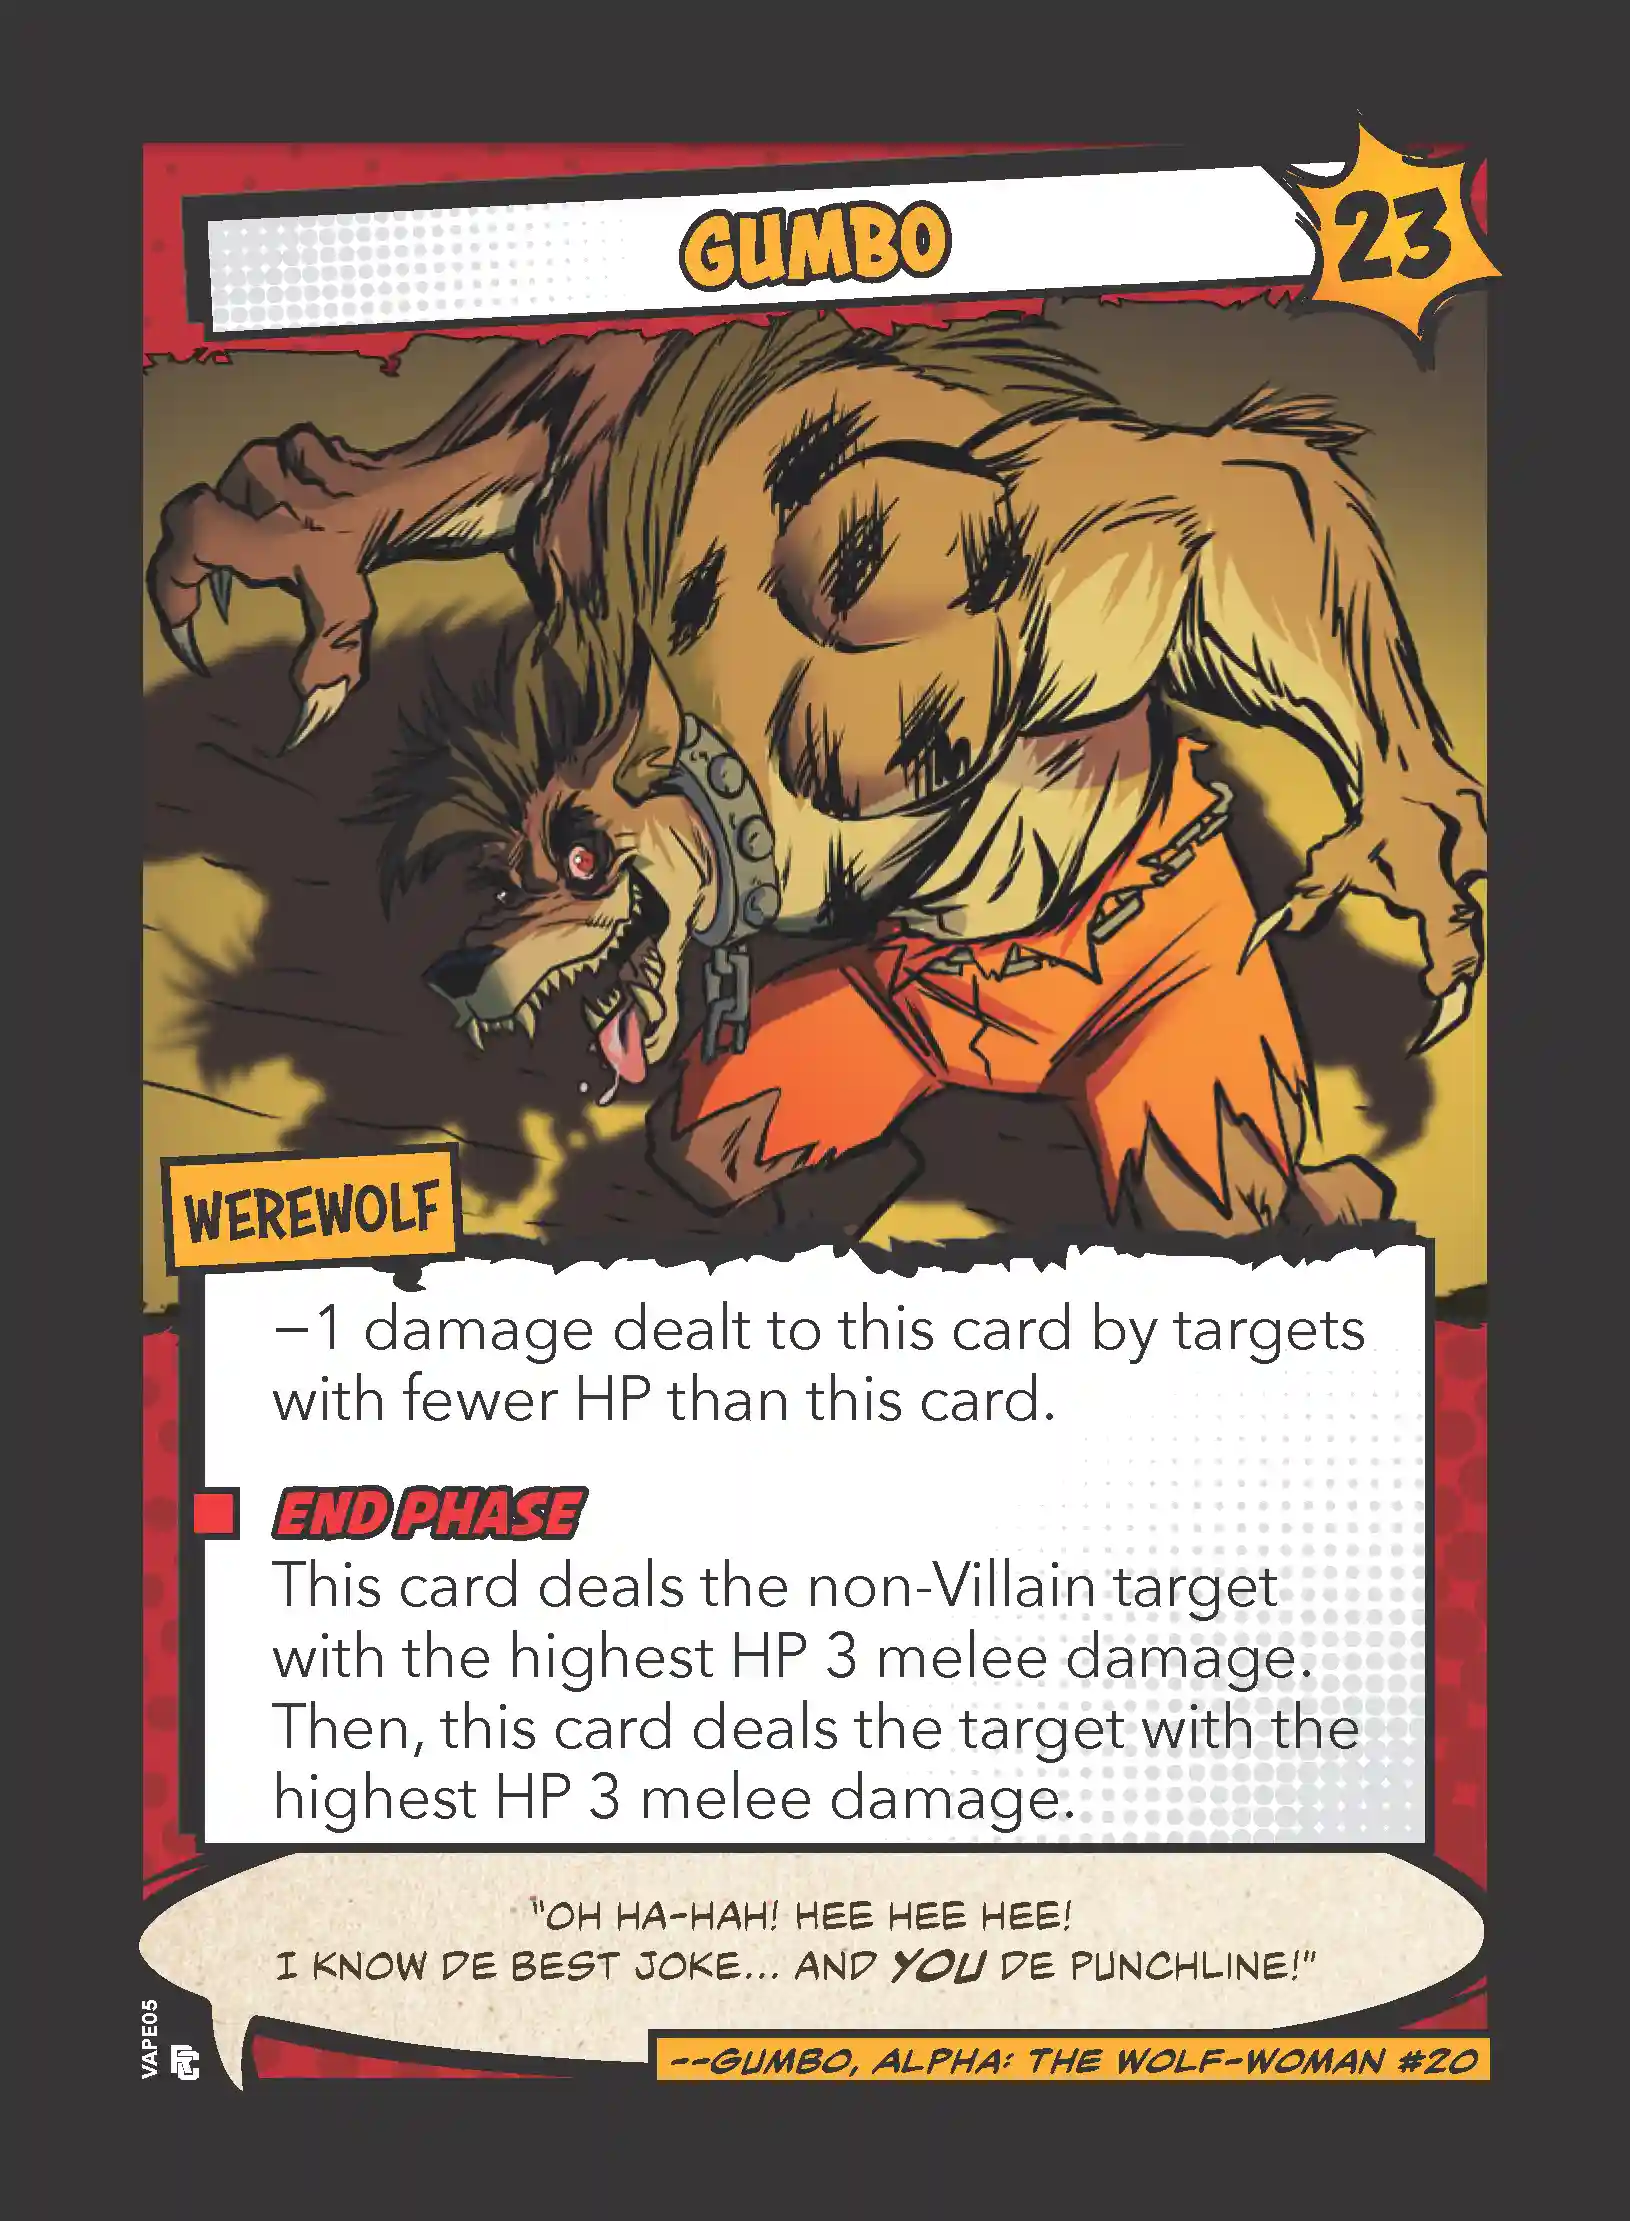 GUMBO
23
WEREWOLF
−1 damage dealt to this card by targets
with fewer HP than this card.
END PHASE
This card deals the non-Villain target
with the highest HP 3 melee damage.
Then, this card deals the target with the
highest HP 3 melee damage.
"OH HA-HAH! HEE HEE HEE!
I KNOW DE BEST JOKE... AND YOU DE PUNCHLINE!"
--GUMBO, ALPHA: THE WOLF-WOMAN #20
VAPE05